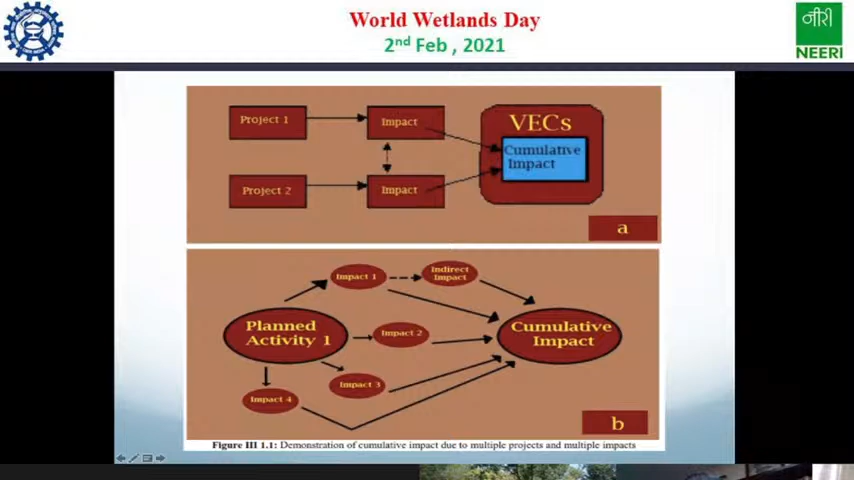 World Wetlands Day
2nd Feb , 2021
नीरी
NEERI
Project 1
Impact
VECs
Cumulative
Impact
Project 2
Impact
a
Impact 1
Indirect
Impact
Planned
Activity 1
Impact 2
Cumulative
Impact
Impact 3
Impact 4
b
Figure III 1.1: Demonstration of cumulative impact due to multiple projects and multiple impacts